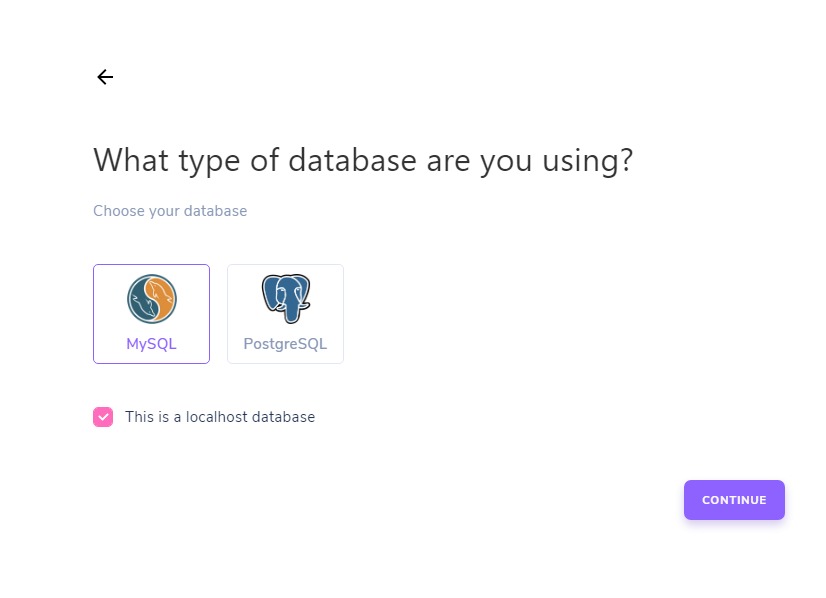 What type of database are you using?
Choose your database
MySQL
PostgreSQL
This is a localhost database
CONTINUE